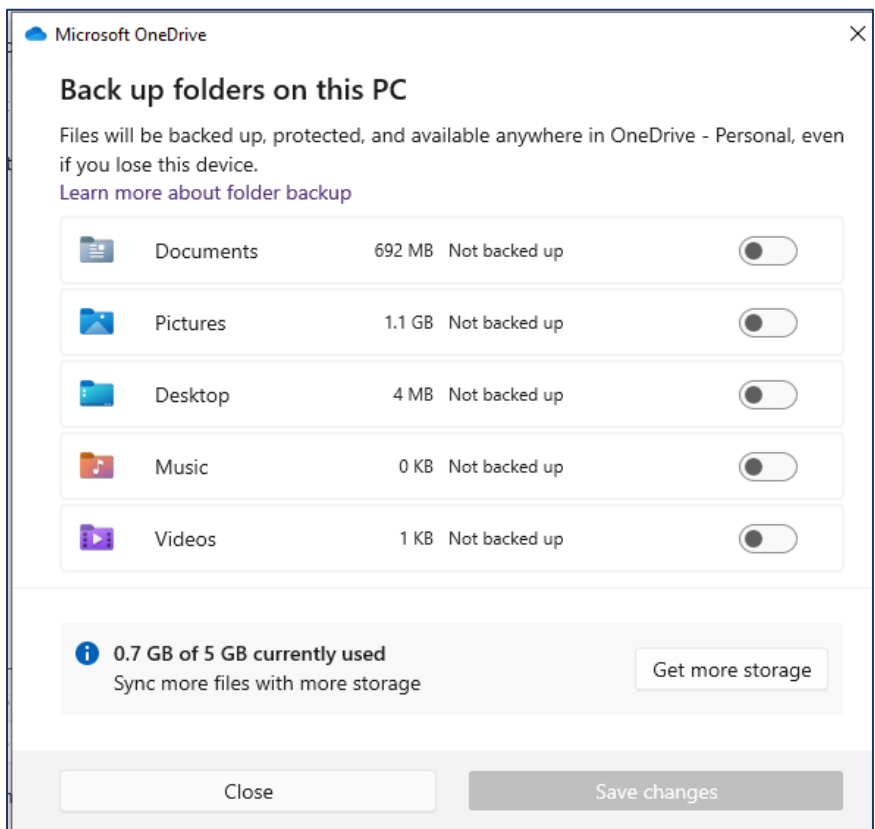 Microsoft OneDrive
Back up folders on this PC
Files will be backed up, protected, and available anywhere in OneDrive - Personal, even
if you lose this device.
Learn more about folder backup
Documents 692 MB Not backed up
Pictures 1.1 GB Not backed up
Desktop 4 MB Not backed up
Music 0 KB Not backed up
Videos 1 KB Not backed up
0.7 GB of 5 GB currently used
Sync more files with more storage
Get more storage
Close Save changes